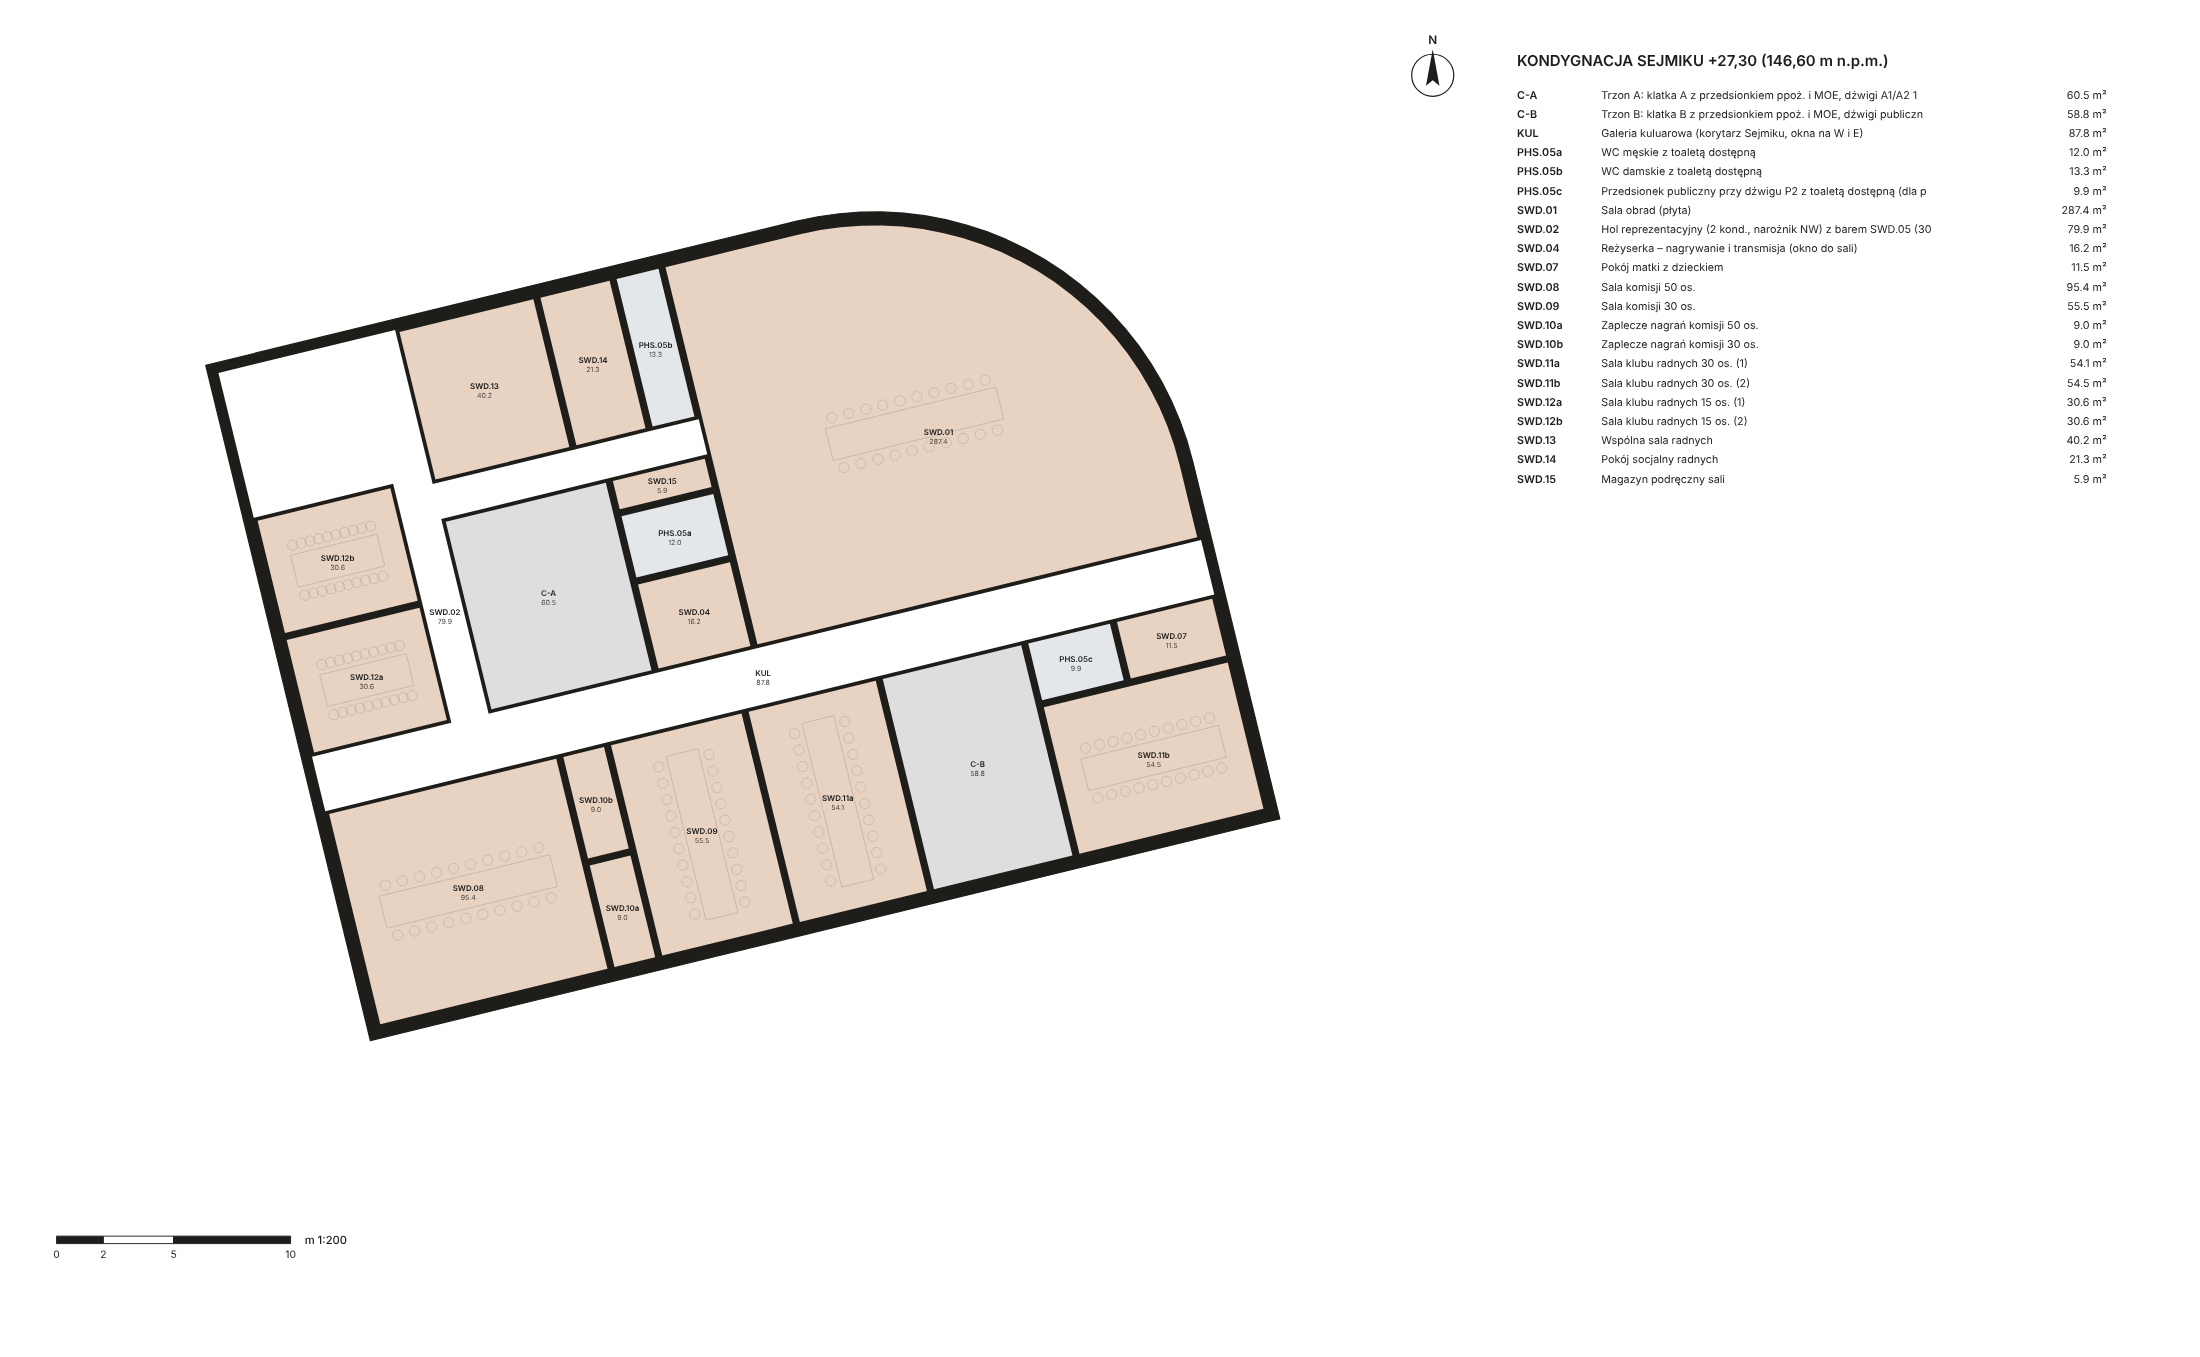 N
KONDYGNACJA SEJMIKU +27,30 (146,60 m n.p.m.)
C-A Trzon A: klatka A z przedsionkiem ppoż. i MOE, dźwigi A1/A2 1 60.5 m²
C-B Trzon B: klatka B z przedsionkiem ppoż. i MOE, dźwigi publiczn 58.8 m²
KUL Galeria kuluarowa (korytarz Sejmiku, okna na W i E) 87.8 m²
PHS.05a WC męskie z toaletą dostępną 12.0 m²
PHS.05b WC damskie z toaletą dostępną 13.3 m²
PHS.05c Przedsionek publiczny przy dźwigu P2 z toaletą dostępną (dla p 9.9 m²
SWD.01 Sala obrad (płyta) 287.4 m²
SWD.02 Hol reprezentacyjny (2 kond., narożnik NW) z barem SWD.05 (30 79.9 m²
SWD.04 Reżyserka – nagrywanie i transmisja (okno do sali) 16.2 m²
SWD.07 Pokój matki z dzieckiem 11.5 m²
SWD.08 Sala komisji 50 os. 95.4 m²
SWD.09 Sala komisji 30 os. 55.5 m²
SWD.10a Zaplecze nagrań komisji 50 os. 9.0 m²
SWD.10b Zaplecze nagrań komisji 30 os. 9.0 m²
SWD.11a Sala klubu radnych 30 os. (1) 54.1 m²
SWD.11b Sala klubu radnych 30 os. (2) 54.5 m²
SWD.12a Sala klubu radnych 15 os. (1) 30.6 m²
SWD.12b Sala klubu radnych 15 os. (2) 30.6 m²
SWD.13 Wspólna sala radnych 40.2 m²
SWD.14 Pokój socjalny radnych 21.3 m²
SWD.15 Magazyn podręczny sali 5.9 m²
PHS.05b
13.3
SWD.14
21.3
SWD.13
40.2
SWD.01
287.4
SWD.15
5.9
PHS.05a
12.0
SWD.12b
30.6
C-A
60.5
SWD.02
79.9
SWD.04
16.2
SWD.07
11.5
PHS.05c
9.9
KUL
87.8
SWD.12a
30.6
SWD.11b
54.5
C-B
58.8
SWD.11a
54.1
SWD.10b
9.0
SWD.09
55.5
SWD.08
95.4
SWD.10a
9.0
m 1:200
0 2 5 10